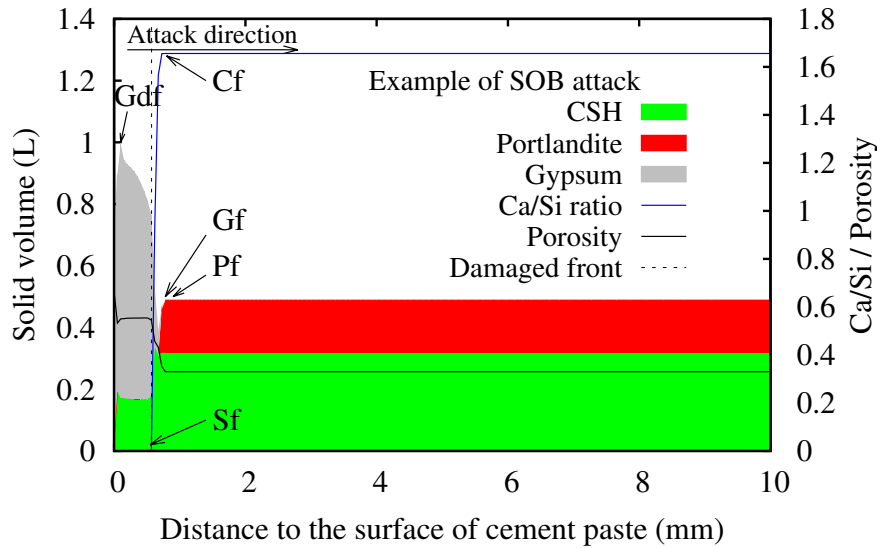 Attack direction
Cf
Gdf
Gf
Pf
Sf
Example of SOB attack
CSH
Portlandite
Gypsum
Ca/Si ratio
Porosity
Damaged front
Solid volume (L)
1.4
1.2
1
0.8
0.6
0.4
0.2
0
Ca/Si / Porosity
1.8
1.6
1.4
1.2
1
0.8
0.6
0.4
0.2
0
0 2 4 6 8 10
Distance to the surface of cement paste (mm)